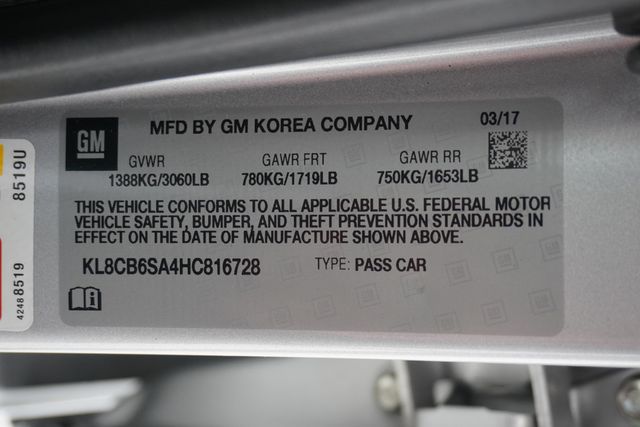 GM
MFD BY GM KOREA COMPANY
03/17
GVWR GAWR FRT GAWR RR
1388KG/3060LB 780KG/1719LB 750KG/1653LB
THIS VEHICLE CONFORMS TO ALL APPLICABLE U.S. FEDERAL MOTOR
VEHICLE SAFETY, BUMPER, AND THEFT PREVENTION STANDARDS IN
EFFECT ON THE DATE OF MANUFACTURE SHOWN ABOVE.
KL8CB6SA4HC816728 TYPE: PASS CAR
8519U
42488519